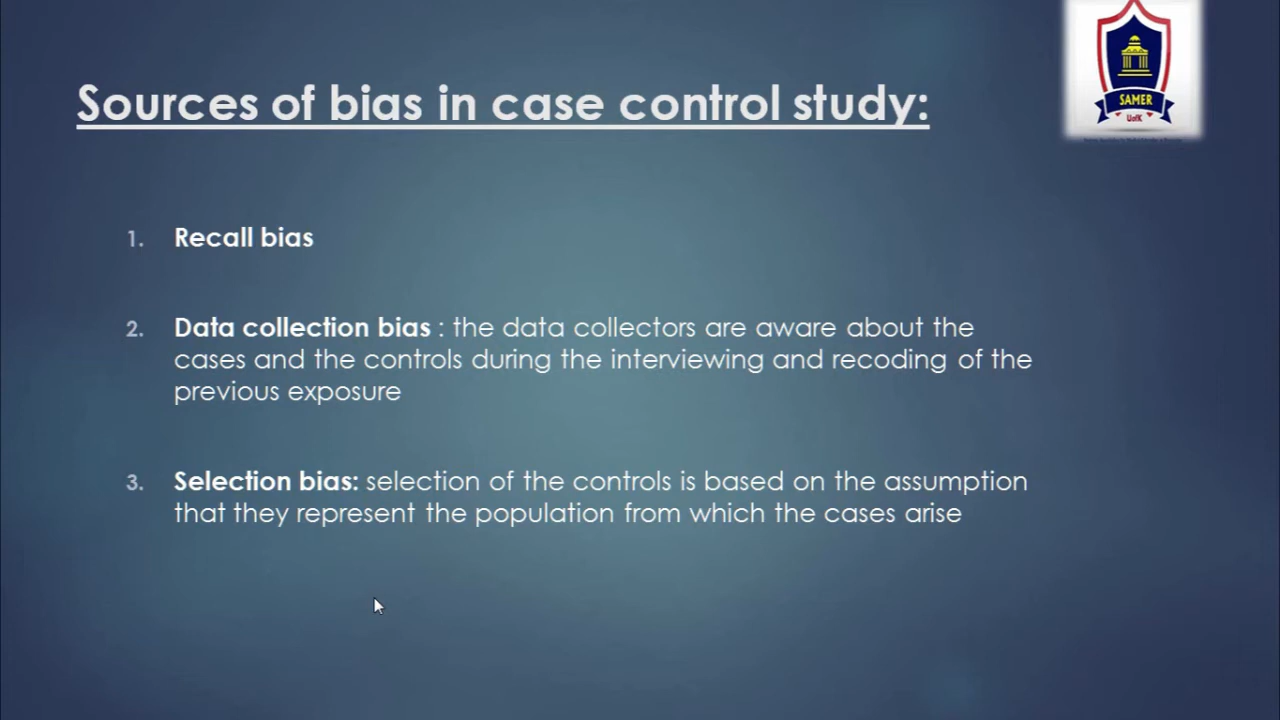 Sources of bias in case control study:
SAMER
UofK
1. Recall bias
2. Data collection bias : the data collectors are aware about the
cases and the controls during the interviewing and recoding of the
previous exposure
3. Selection bias: selection of the controls is based on the assumption
that they represent the population from which the cases arise